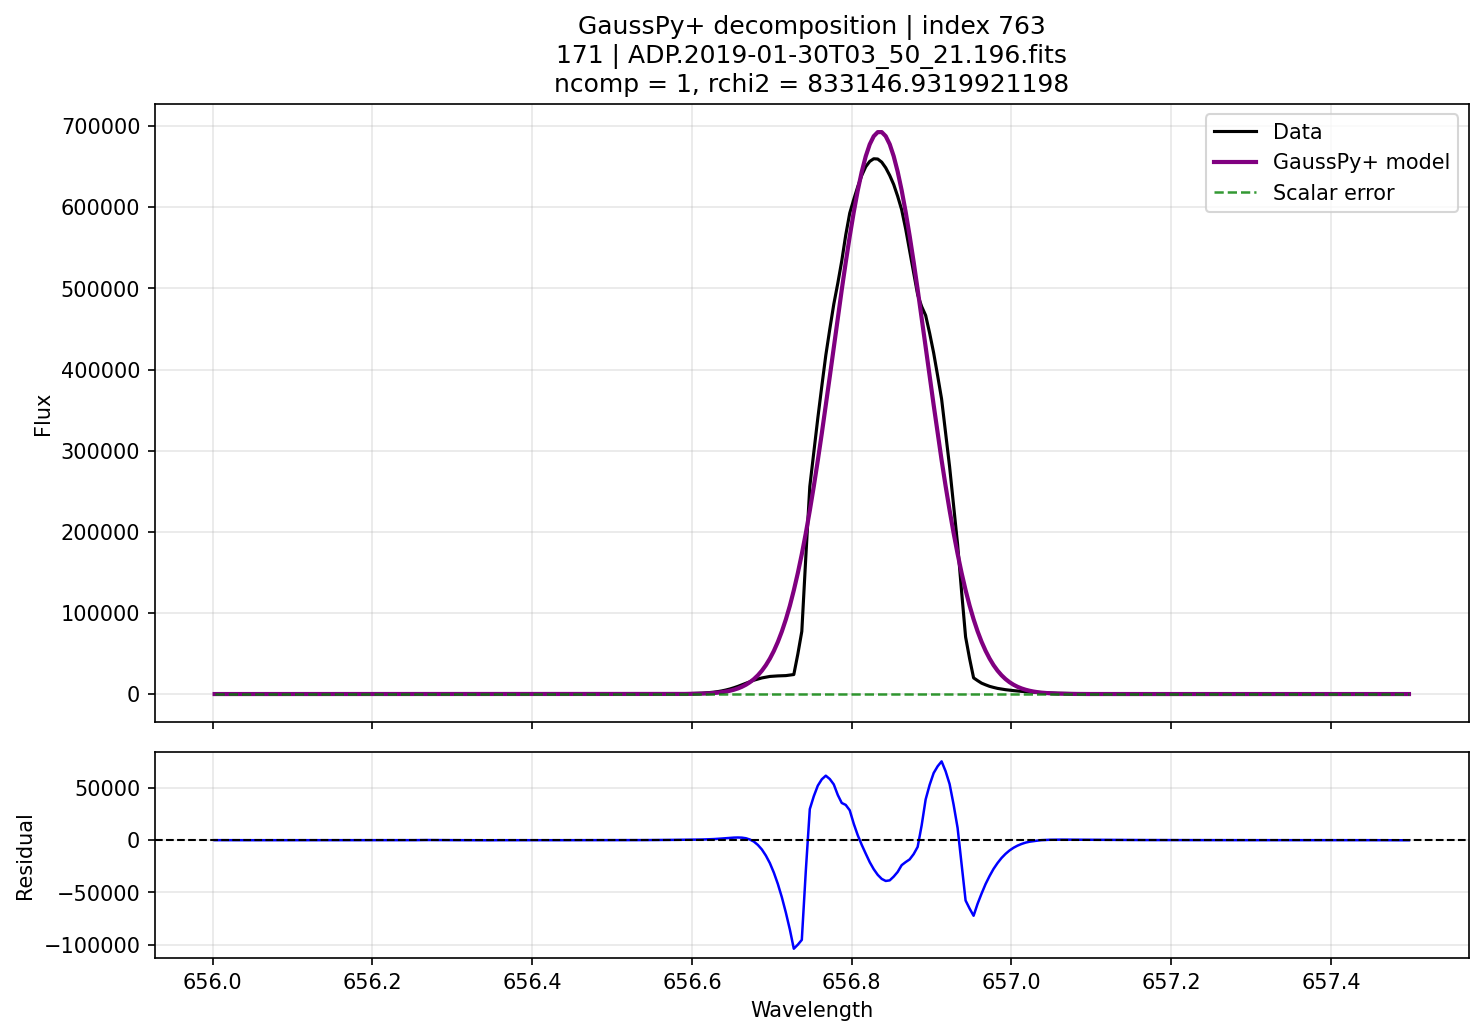 GaussPy+ decomposition | index 763
171 | ADP.2019-01-30T03_50_21.196.fits
ncomp = 1, rchi2 = 833146.9319921198
700000
600000
500000
400000
300000
200000
100000
0
Flux
Data
GaussPy+ model
Scalar error
50000
0
−50000
−100000
Residual
656.0
656.2
656.4
656.6
656.8
657.0
657.2
657.4
Wavelength